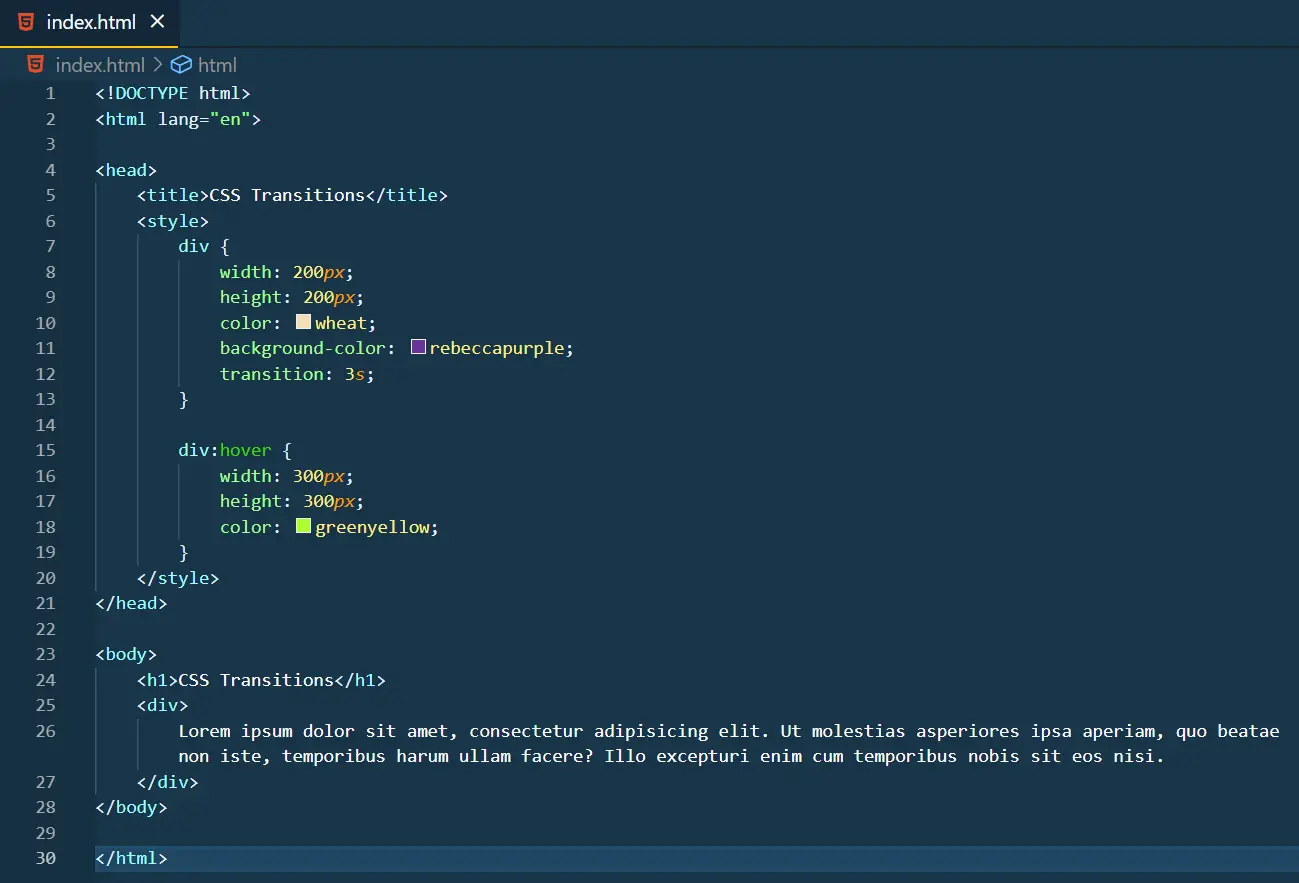 index.html
index.html > html
1 <!DOCTYPE html>
2 <html lang="en">
3
4 <head>
5     <title>CSS Transitions</title>
6     <style>
7         div {
8             width: 200px;
9             height: 200px;
10             color: wheat;
11             background-color: rebeccapurple;
12             transition: 3s;
13         }
14
15         div:hover {
16             width: 300px;
17             height: 300px;
18             color: greenyellow;
19         }
20     </style>
21 </head>
22
23 <body>
24     <h1>CSS Transitions</h1>
25     <div>
26         Lorem ipsum dolor sit amet, consectetur adipisicing elit. Ut molestias asperiores ipsa aperiam, quo beatae
        non iste, temporibus harum ullam facere? Illo excepturi enim cum temporibus nobis sit eos nisi.
27     </div>
28 </body>
29
30 </html>